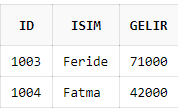 ID ISIM GELIR
1003 Feride 71000
1004 Fatma 42000